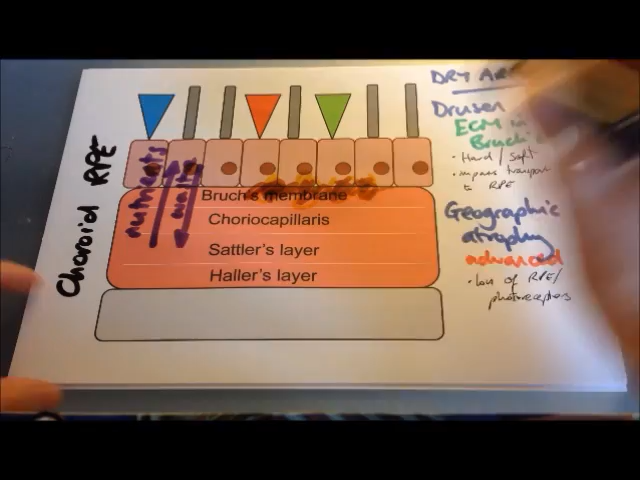 DRY
Drusen
ECM in
Bruch's
• Hard / Soft
• impairs transport
to RPE
Geographic
atrophy
advanced
• loss of RPE/
photoreceptors
Choroid RPE
nutrients
waste
Bruch's membrane
Choriocapillaris
Sattler's layer
Haller's layer